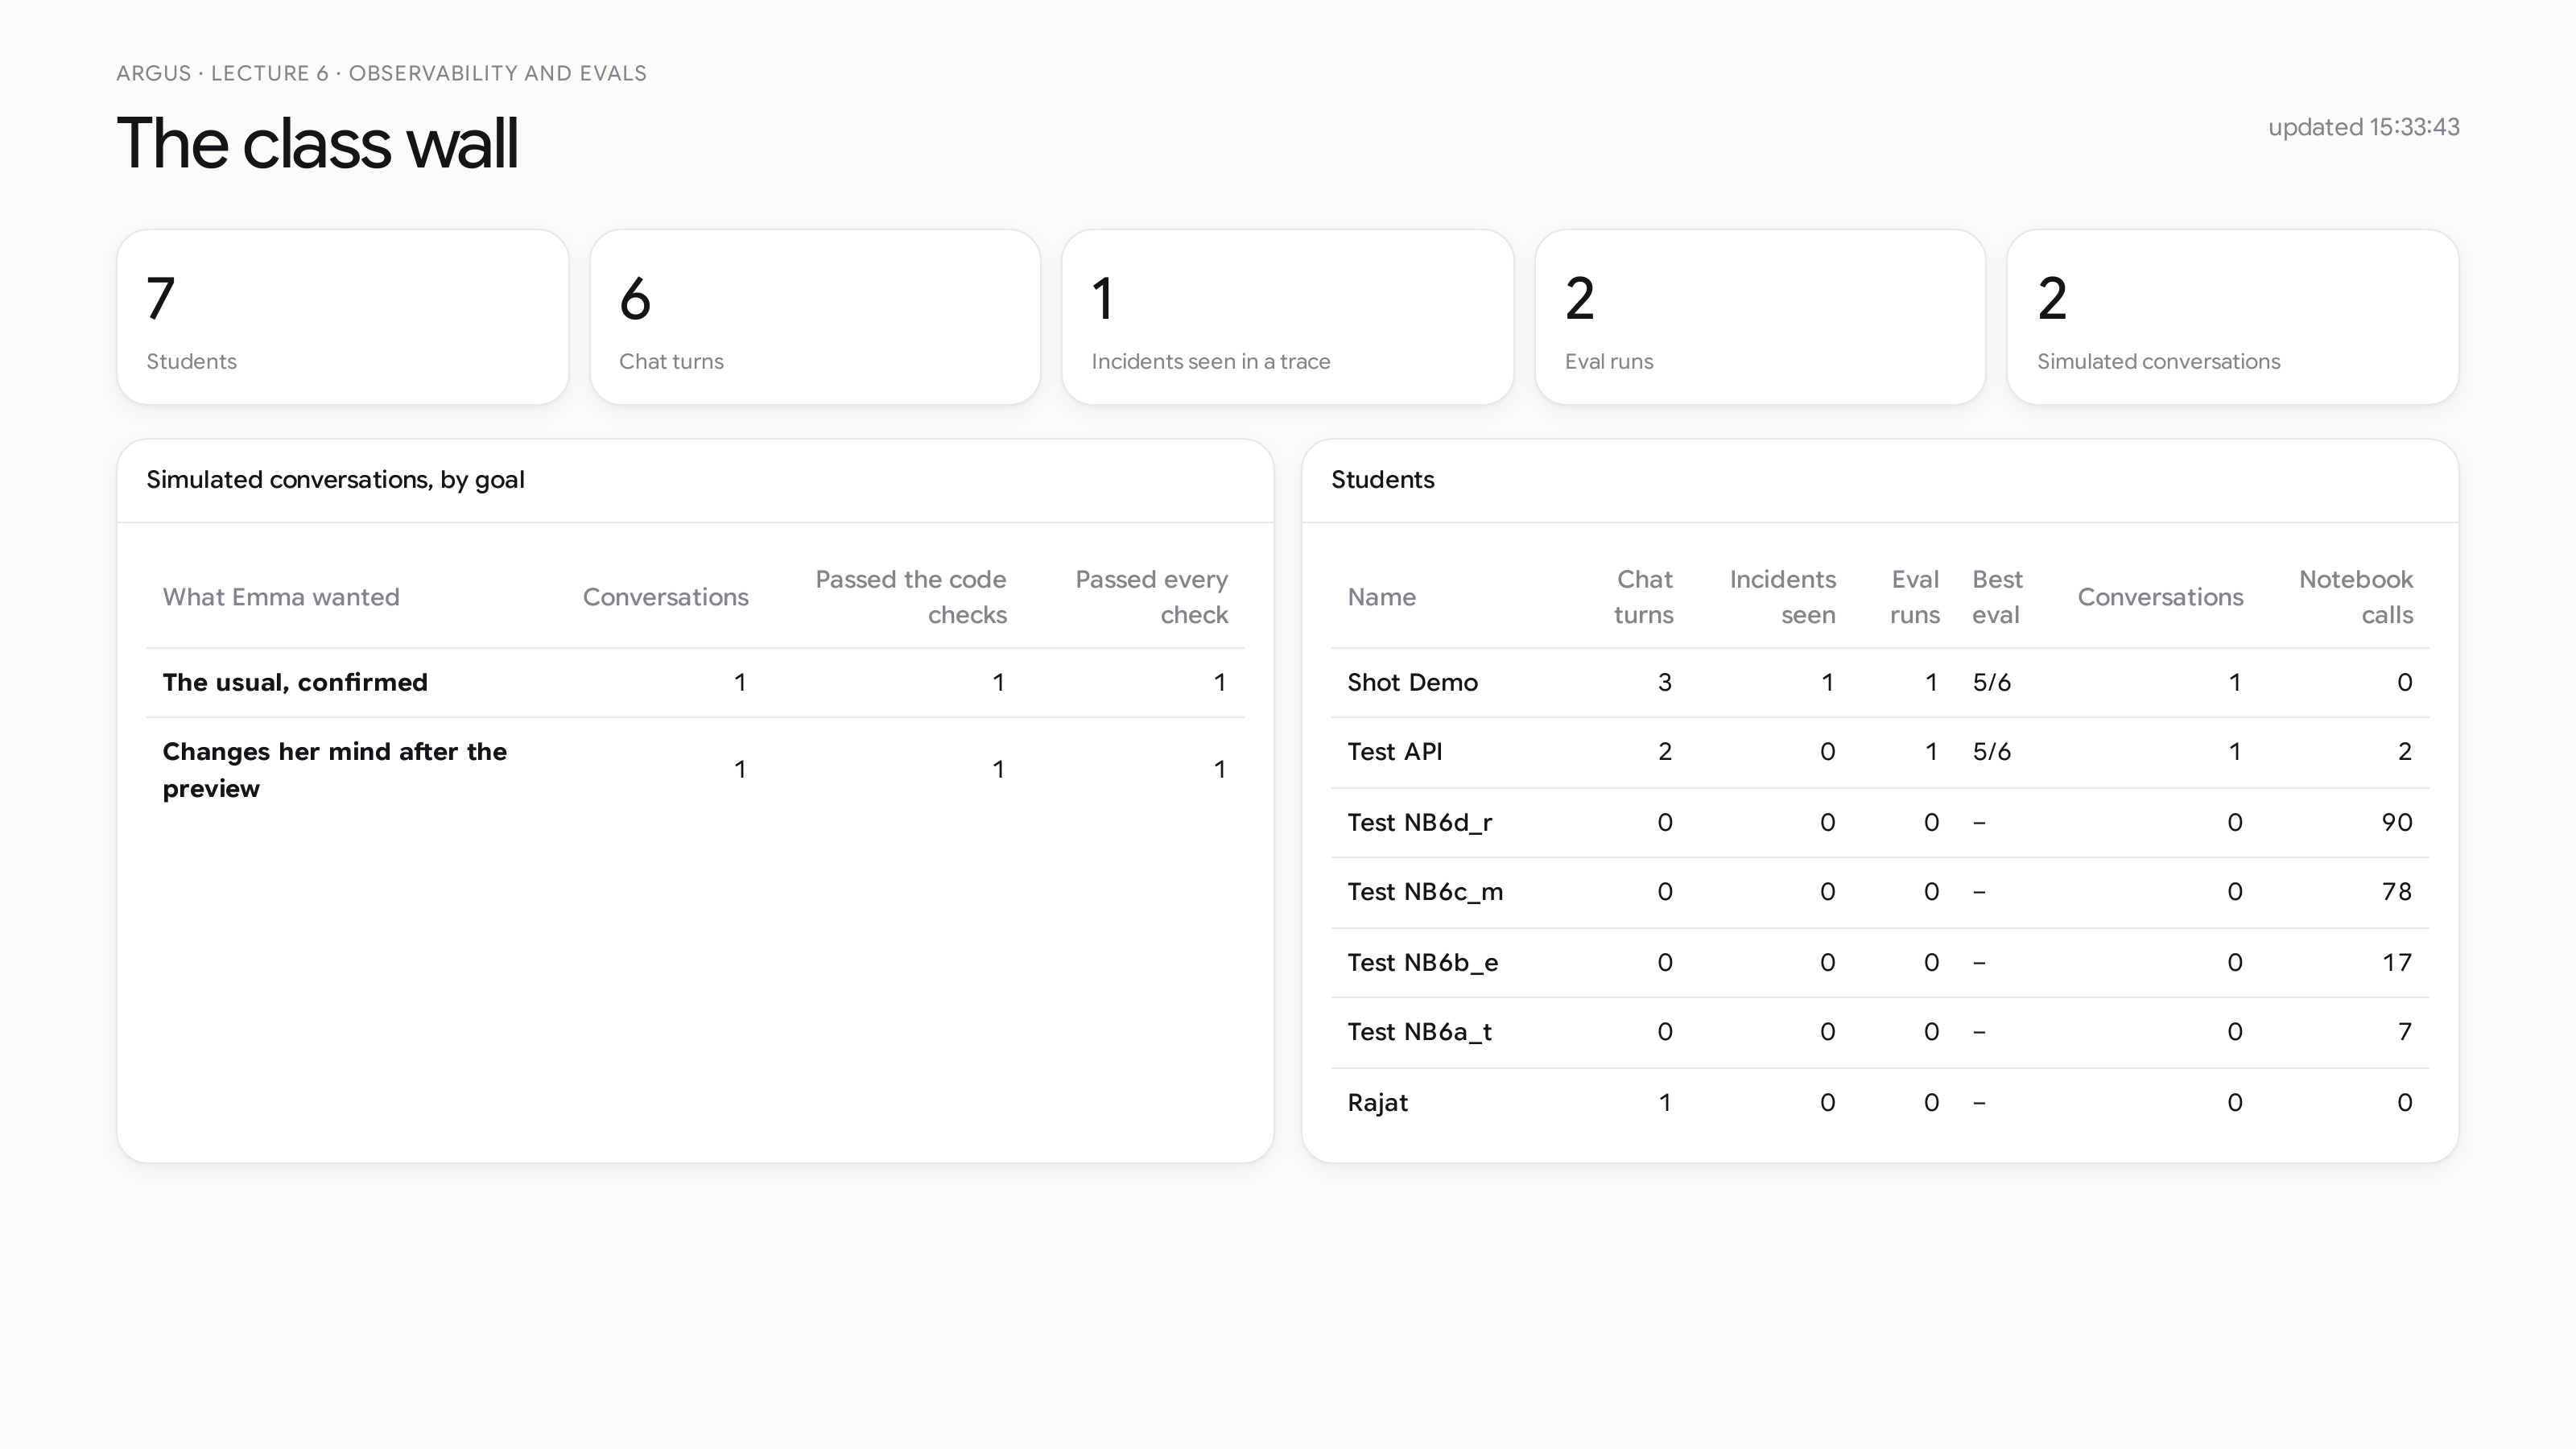 ARGUS · LECTURE 6 · OBSERVABILITY AND EVALS
The class wall
updated 15:33:43
7
Students
6
Chat turns
1
Incidents seen in a trace
2
Eval runs
2
Simulated conversations
Simulated conversations, by goal
What Emma wanted Conversations Passed the code checks Passed every check
The usual, confirmed 1 1 1
Changes her mind after the preview 1 1 1
Students
Name Chat turns Incidents seen Eval runs Best eval Conversations Notebook calls
Shot Demo 3 1 1 5/6 1 0
Test API 2 0 1 5/6 1 2
Test NB6d_r 0 0 0 – 0 90
Test NB6c_m 0 0 0 – 0 78
Test NB6b_e 0 0 0 – 0 17
Test NB6a_t 0 0 0 – 0 7
Rajat 1 0 0 – 0 0